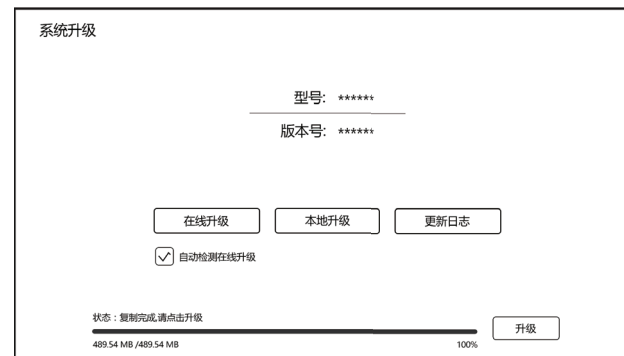 系统升级
型号: ******
版本号: ******
在线升级 本地升级 更新日志
自动检测在线升级
状态：复制完成,请点击升级
升级
489.54 MB /489.54 MB 100%